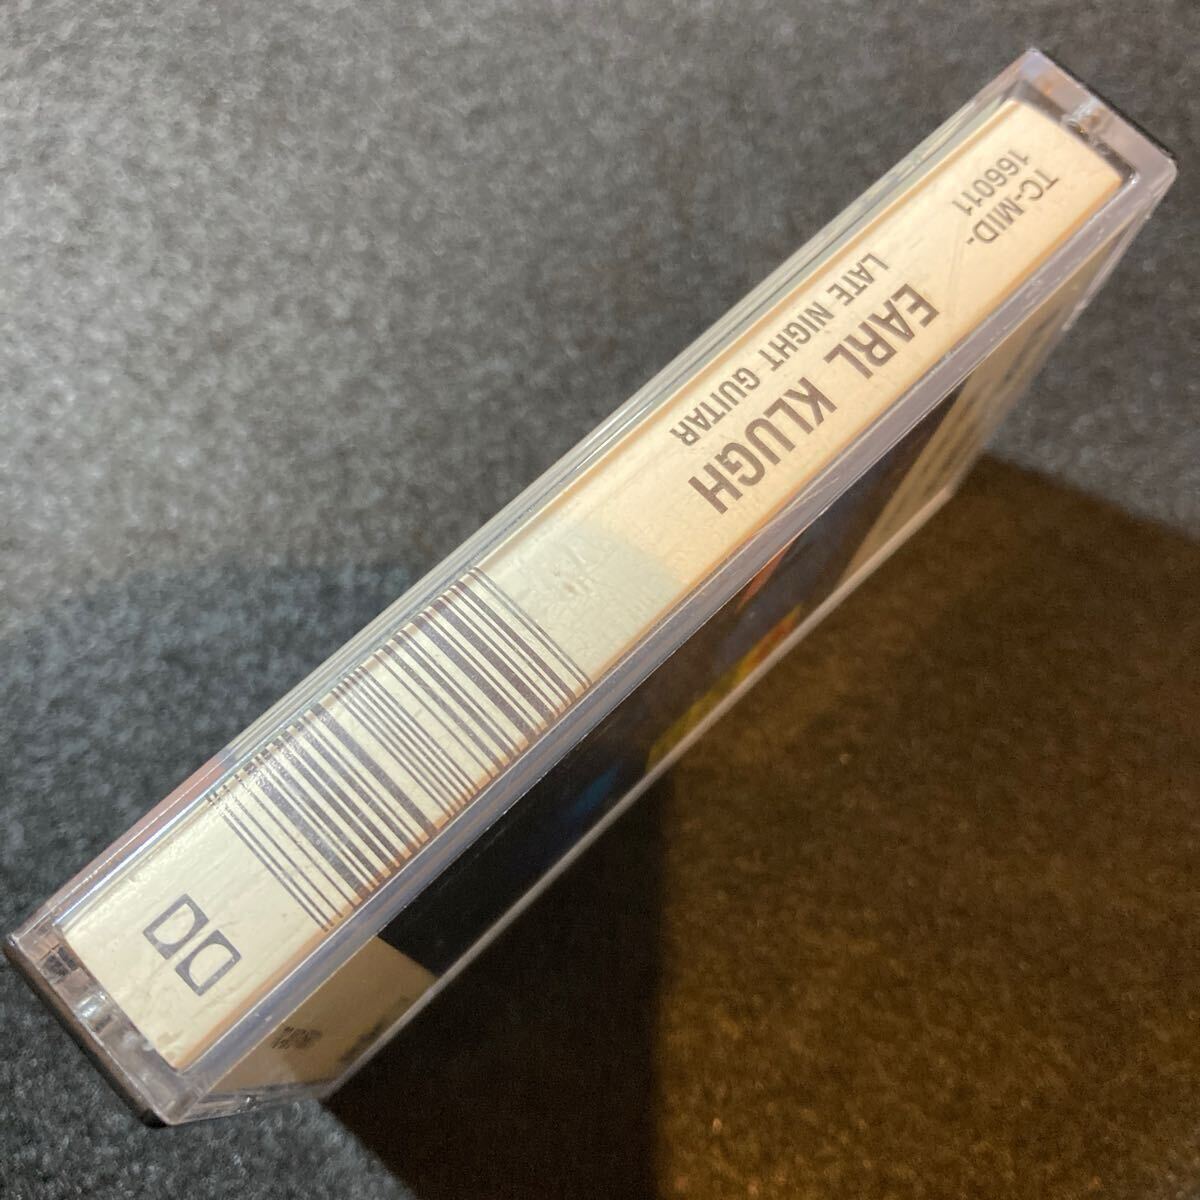 TC-MID-
166011
EARL KLUGH
LATE NIGHT GUITAR